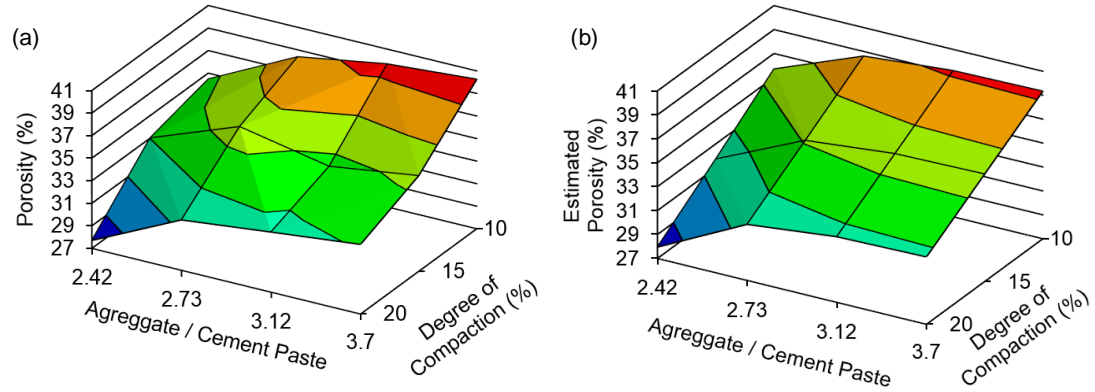 (a)
Porosity (%)
41
39
37
35
33
31
29
27
2.42
2.73
3.12
3.7
Agreggate / Cement Paste
10
15
20
Degree of
Compaction (%)
(b)
Estimated
Porosity (%)
41
39
37
35
33
31
29
27
2.42
2.73
3.12
3.7
Agreggate / Cement Paste
10
15
20
Degree of
Compaction (%)